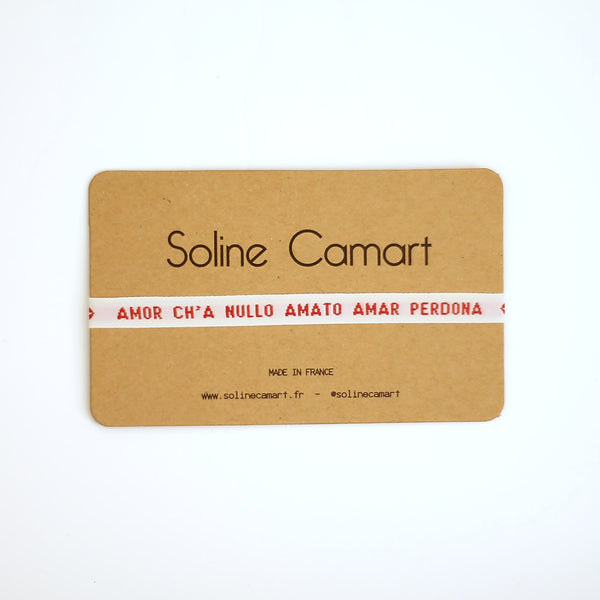 Soline Camart
AMOR CH'A NULLO AMATO AMAR PERDONA
MADE IN FRANCE
www.solinecamart.fr - @solinecamart